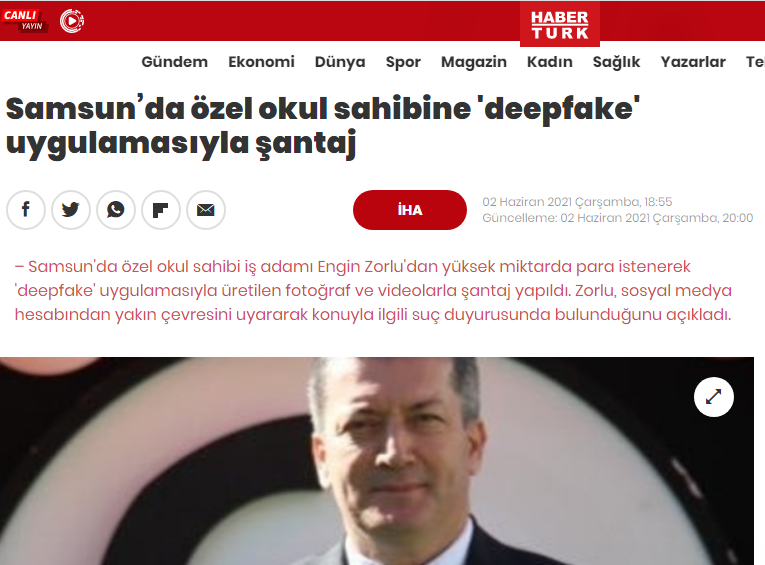 CANLI
YAYIN
HABER
TURK
Gündem Ekonomi Dünya Spor Magazin Kadın Sağlık Yazarlar
Samsun’da özel okul sahibine 'deepfake'
uygulamasıyla şantaj
İHA
02 Haziran 2021 Çarşamba, 18:55
Güncelleme: 02 Haziran 2021 Çarşamba, 20:00
– Samsun'da özel okul sahibi iş adamı Engin Zorlu'dan yüksek miktarda para istenerek
'deepfake' uygulamasıyla üretilen fotoğraf ve videolarla şantaj yapıldı. Zorlu, sosyal medya
hesabından yakın çevresini uyararak konuyla ilgili suç duyurusunda bulunduğunu açıkladı.